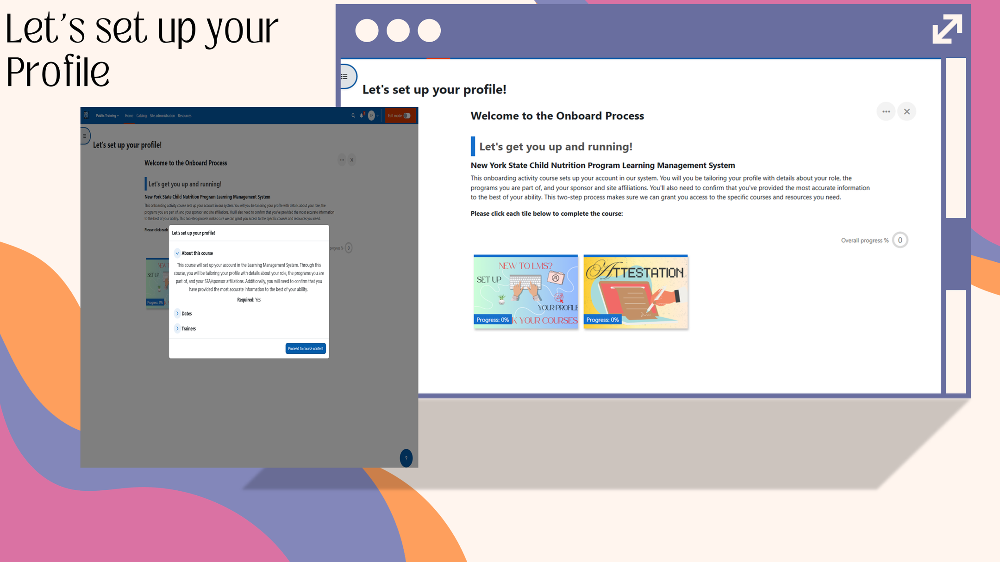 Let's set up your
Profile
Public Training
Home
Catalog
Site administration
Resources
SF
Edit mode
Let's set up your profile!
Welcome to the Onboard Process
Let's get you up and running!
New York State Child Nutrition Program Learning Management System
This onboarding activity course sets up your account in our system. You will you be tailoring your profile with details about your role, the
programs you are part of, and your sponsor and site affiliations. You'll also need to confirm that you've provided the most accurate information
to the best of your ability. This two-step process makes sure we can grant you access to the specific courses and resources you need.
Please click each
progress %
0
SET UP
Progress: 0%
Let's set up your profile!
About this course
This course will set up your account in the Learning Management System. Through this
course, you will be tailoring your profile with details about your role, the programs you are
part of, and your SFA/sponsor affiliations. Additionally, you will need to confirm that you
have provided the most accurate information to the best of your ability.
Required: Yes
Dates
Trainers
Proceed to course content
?
Let's set up your profile!
Welcome to the Onboard Process
Let's get you up and running!
New York State Child Nutrition Program Learning Management System
This onboarding activity course sets up your account in our system. You will you be tailoring your profile with details about your role, the
programs you are part of, and your sponsor and site affiliations. You'll also need to confirm that you've provided the most accurate information
to the best of your ability. This two-step process makes sure we can grant you access to the specific courses and resources you need.
Please click each tile below to complete the course:
Overall progress %
0
NEW TO LMS?
SET UP
YOUR PROFILE
K YOUR COURSES
Progress: 0%
ATTESTATION
Progress: 0%